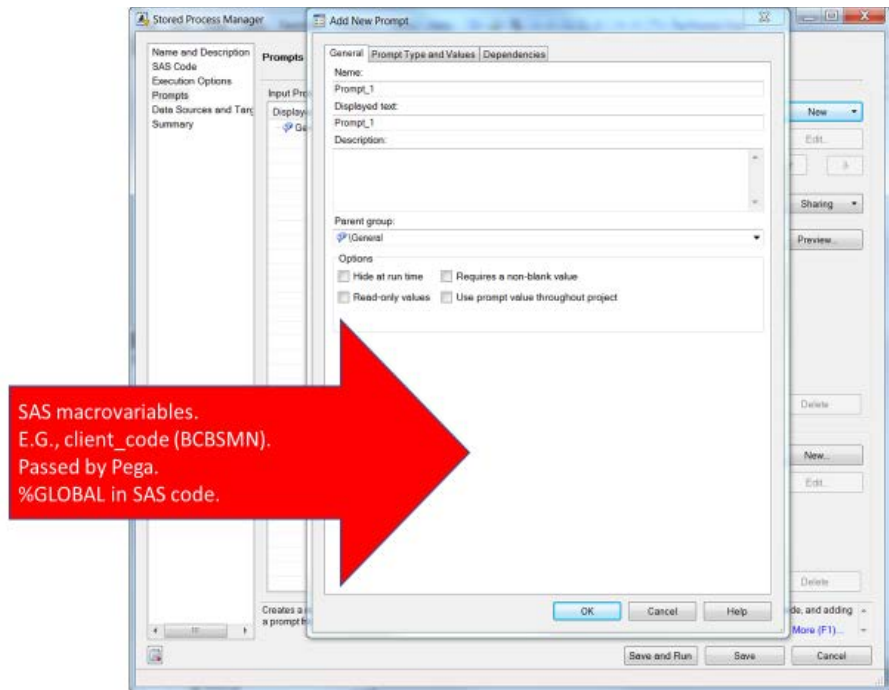 Stored Process Manager
Name and Description
SAS Code
Execution Options
Prompts
Data Sources and Targ
Summary
Prompts
Input Pro
Display
Ge
Add New Prompt
General Prompt Type and Values Dependencies
Name:
Prompt_1
Displayed text:
Prompt_1
Description:
Parent group:
\General
Options
Hide at run time Requires a non-blank value
Read-only values Use prompt value throughout project
New
Edit...
Sharing
Preview...
Delete
New...
Edit...
Delete
SAS macrovariables.
E.G., client_code (BCBSMN).
Passed by Pega.
%GLOBAL in SAS code.
OK Cancel Help
Creates a
a prompt
de, and adding
More (F1)...
Save and Run Save Cancel